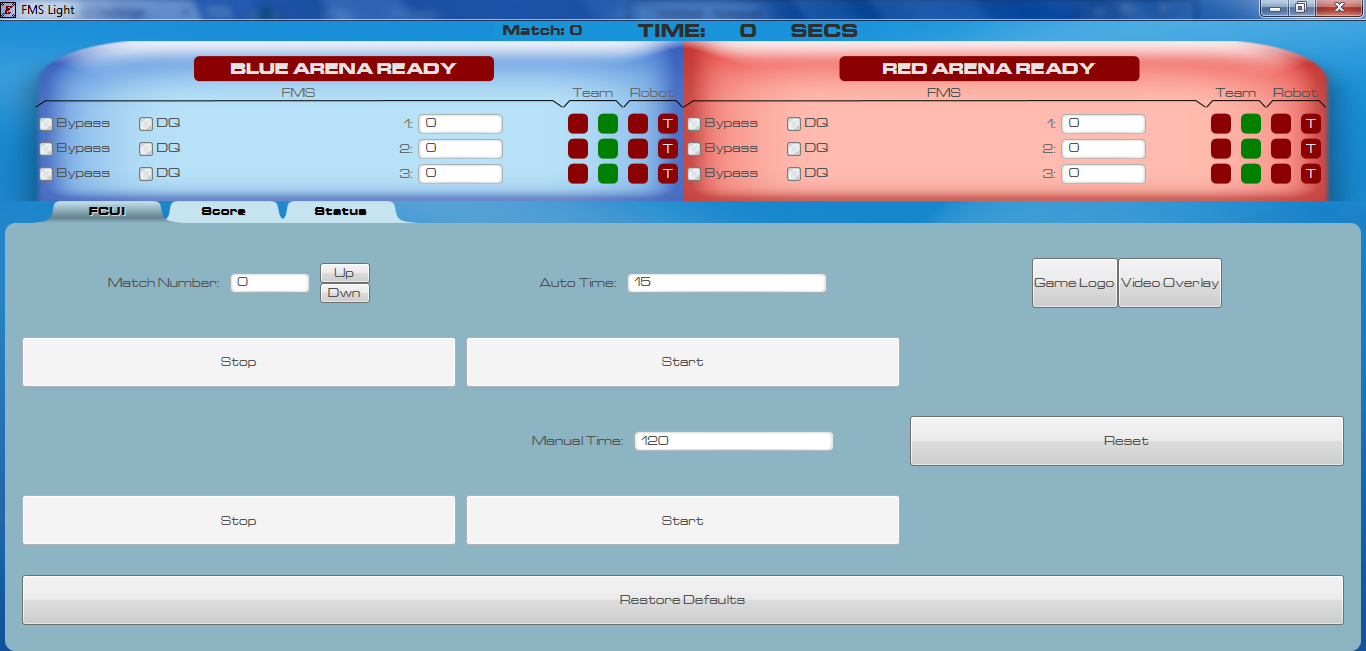 FMS Light
Match: 0 TIME: 0 SECS
BLUE ARENA READY RED ARENA READY
FMS Team Robot FMS Team Robot
Bypass DQ 1: 0 T Bypass DQ 1: 0 T
Bypass DQ 2: 0 T Bypass DQ 2: 0 T
Bypass DQ 3: 0 T Bypass DQ 3: 0 T
FCUI Score Status
Match Number: 0 Up Auto Time: 15 Game Logo Video Overlay
Dwn
Stop Start
Manual Time: 120 Reset
Stop Start
Restore Defaults